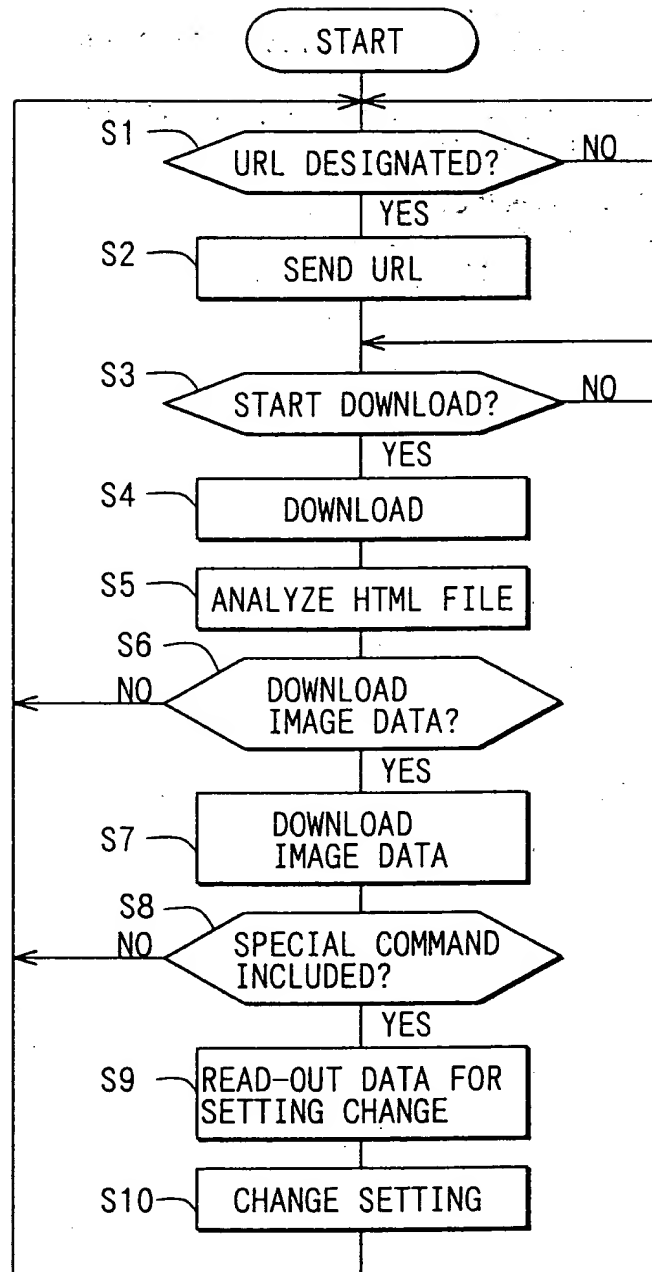 START
S1
URL DESIGNATED?
NO
YES
S2
SEND URL
S3
START DOWNLOAD?
NO
YES
S4
DOWNLOAD
S5
ANALYZE HTML FILE
S6
NO
DOWNLOAD
IMAGE DATA?
YES
S7
DOWNLOAD
IMAGE DATA
S8
NO
SPECIAL COMMAND
INCLUDED?
YES
S9
READ-OUT DATA FOR
SETTING CHANGE
S10
CHANGE SETTING